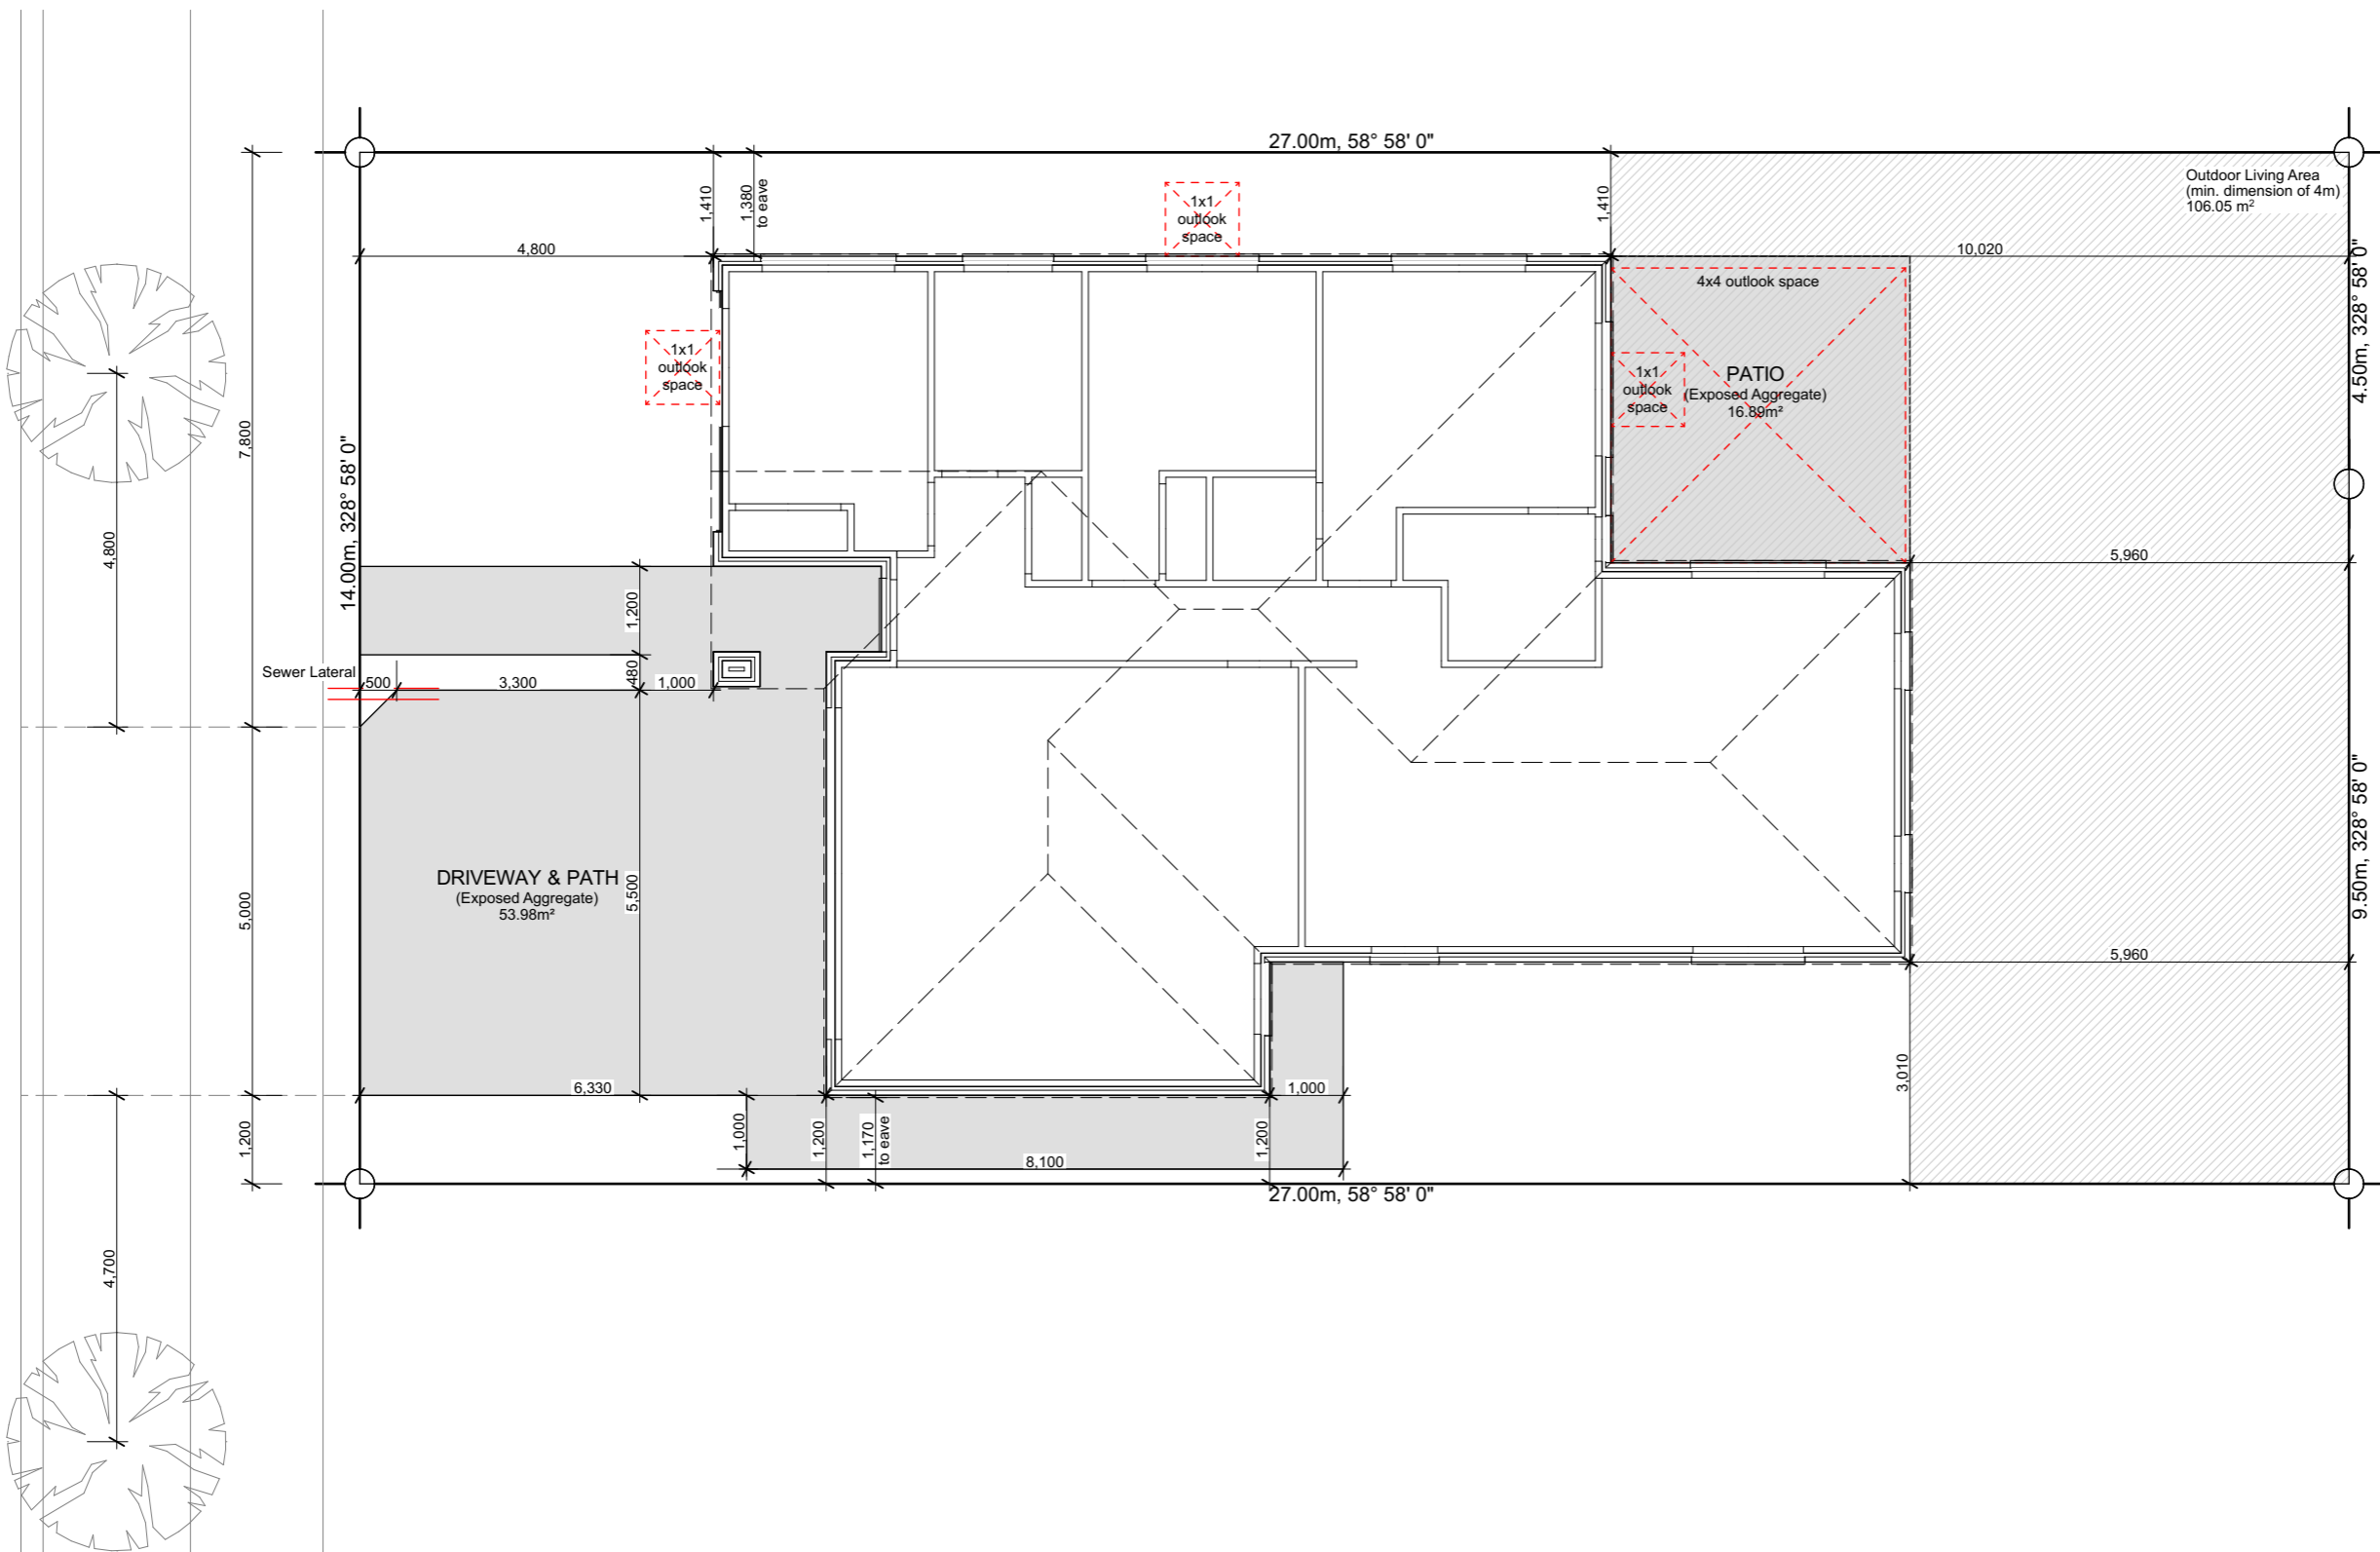 27.00m, 58° 58' 0"
Outdoor Living Area
(min. dimension of 4m)
106.05 m²
1,410
1,380
to eave
1x1
outlook
space
1,410
4,800
10,020
4x4 outlook space
4.50m, 328° 58' 0"
1x1
outlook
space
1x1
outlook
space
PATIO
(Exposed Aggregate)
16.89m²
7,800
14.00m, 328° 58' 0"
4,800
5,960
1,200
Sewer Lateral
500
3,300
480
1,000
DRIVEWAY & PATH
(Exposed Aggregate)
53.98m²
5,500
5,000
9.50m, 328° 58' 0"
5,960
6,330
1,000
3,010
1,200
1,000
1,200
1,170
to eave
1,200
8,100
27.00m, 58° 58' 0"
4,700